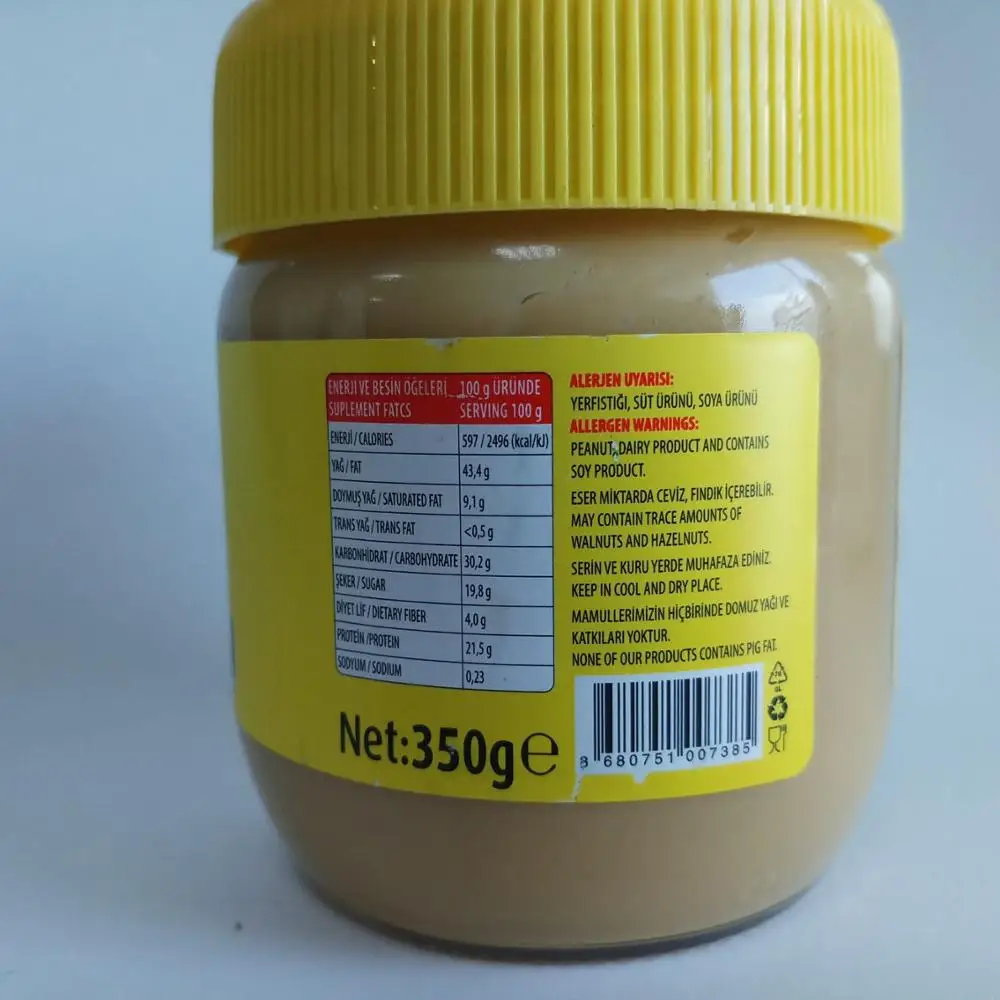 ENERJİ VE BESİN ÖĞELERİ 100 g ÜRÜNDE
SUPLEMENT FATCS SERVING 100 g
ENERJİ / CALORIES 597 / 2496 (kcal/kJ)
YAĞ / FAT 43,4 g
DOYMUŞ YAĞ / SATURATED FAT 9,1 g
TRANS YAĞ / TRANS FAT <0,5 g
KARBONHİDRAT / CARBOHYDRATE 30,2 g
ŞEKER / SUGAR 19,8 g
DİYET LİF / DIETARY FIBER 4,0 g
PROTEİN /PROTEIN 21,5 g
SODYUM / SODIUM 0,23
Net:350g℮
ALERJEN UYARISI:
YERFISTIĞI, SÜT ÜRÜNÜ, SOYA ÜRÜNÜ
ALLERGEN WARNINGS:
PEANUT, DAIRY PRODUCT AND CONTAINS
SOY PRODUCT.
ESER MİKTARDA CEVİZ, FINDIK İÇEREBİLİR.
MAY CONTAIN TRACE AMOUNTS OF
WALNUTS AND HAZELNUTS.
SERİN VE KURU YERDE MUHAFAZA EDİNİZ.
KEEP IN COOL AND DRY PLACE.
MAMULLERİMİZİN HİÇBİRİNDE DOMUZ YAĞI VE
KATKILARI YOKTUR.
NONE OF OUR PRODUCTS CONTAINS PIG FAT.
8 680751 007385